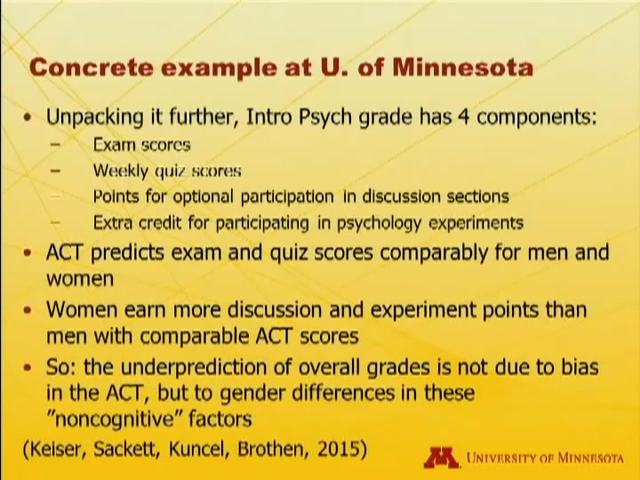 Concrete example at U. of Minnesota
• Unpacking it further, Intro Psych grade has 4 components:
– Exam scores
– Weekly quiz scores
– Points for optional participation in discussion sections
– Extra credit for participating in psychology experiments
• ACT predicts exam and quiz scores comparably for men and
women
• Women earn more discussion and experiment points than
men with comparable ACT scores
• So: the underprediction of overall grades is not due to bias
in the ACT, but to gender differences in these
"noncognitive" factors
(Keiser, Sackett, Kuncel, Brothen, 2015)
M UNIVERSITY OF MINNESOTA